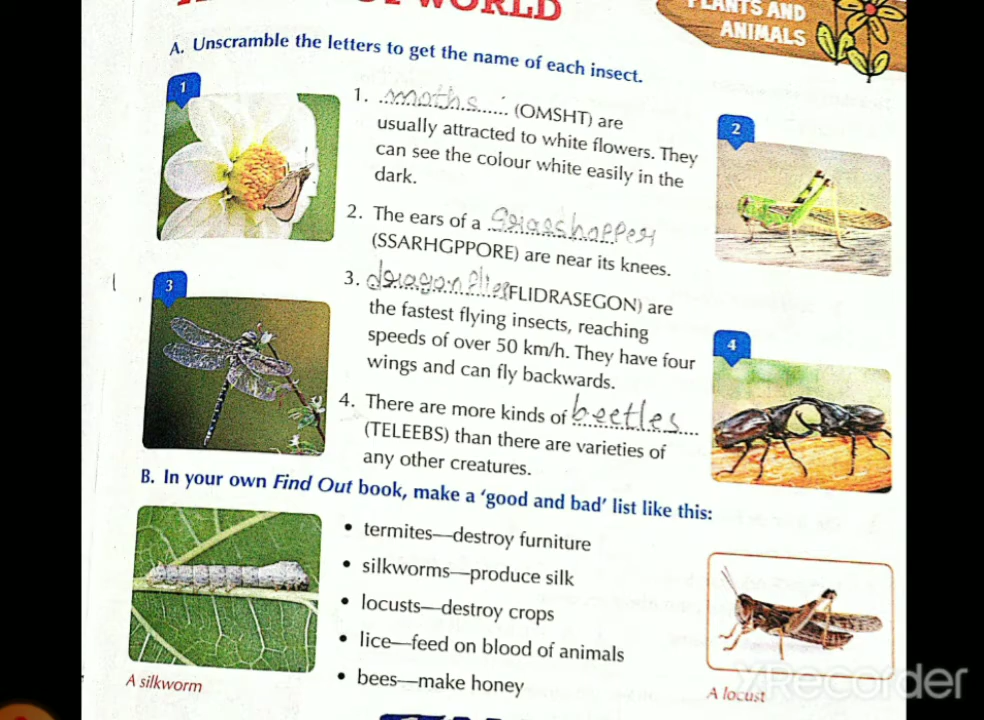 WORLD
PLANTS AND
ANIMALS
A. Unscramble the letters to get the name of each insect.
1
1. moths (OMSHT) are
usually attracted to white flowers. They
can see the colour white easily in the
dark.
2
2. The ears of a Grasshopper
(SSARHGPPORE) are near its knees.
3
3. dragonflies (FLIDRASEGON) are
the fastest flying insects, reaching
speeds of over 50 km/h. They have four
wings and can fly backwards.
4
4. There are more kinds of beetles
(TELEEBS) than there are varieties of
any other creatures.
B. In your own Find Out book, make a ‘good and bad’ list like this:
• termites—destroy furniture
• silkworms—produce silk
• locusts—destroy crops
• lice—feed on blood of animals
• bees—make honey
A silkworm
A locust
XRecorder